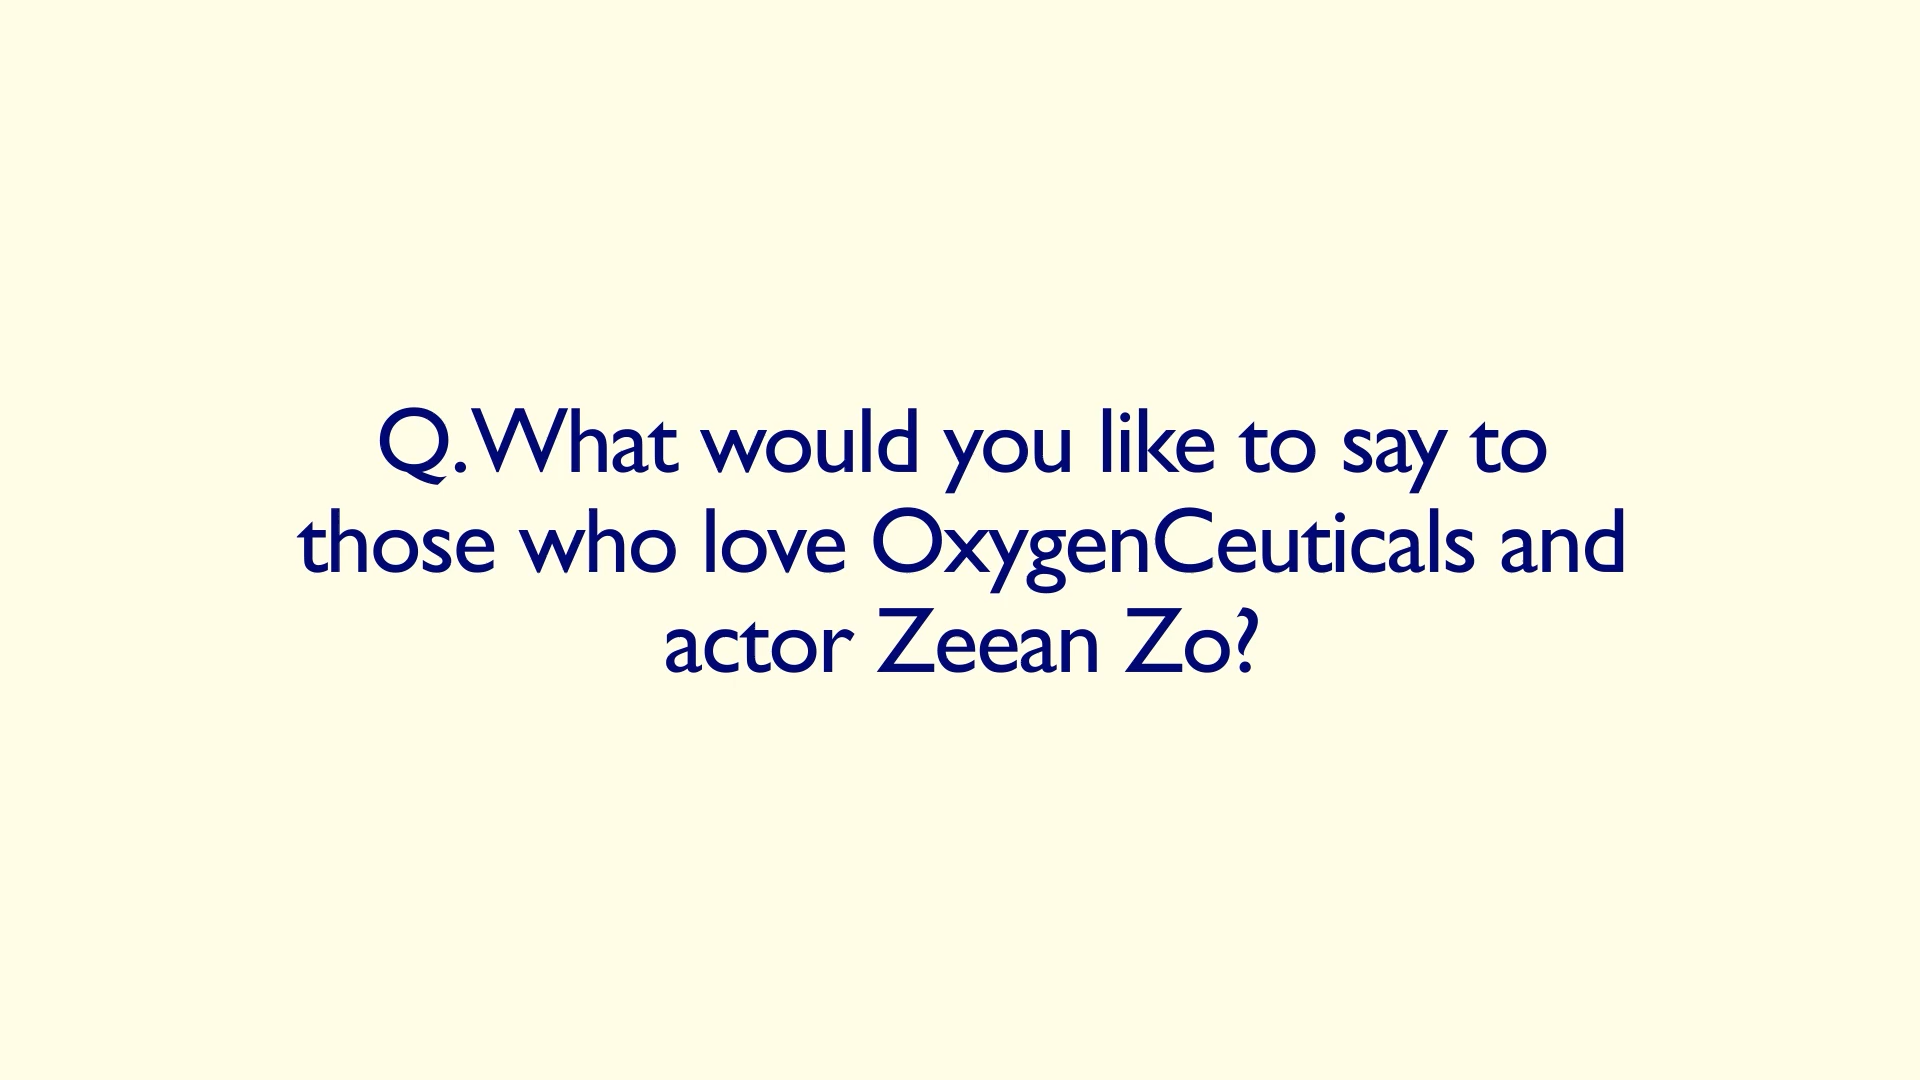 Q. What would you like to say to
those who love OxygenCeuticals and
actor Zeean Zo?